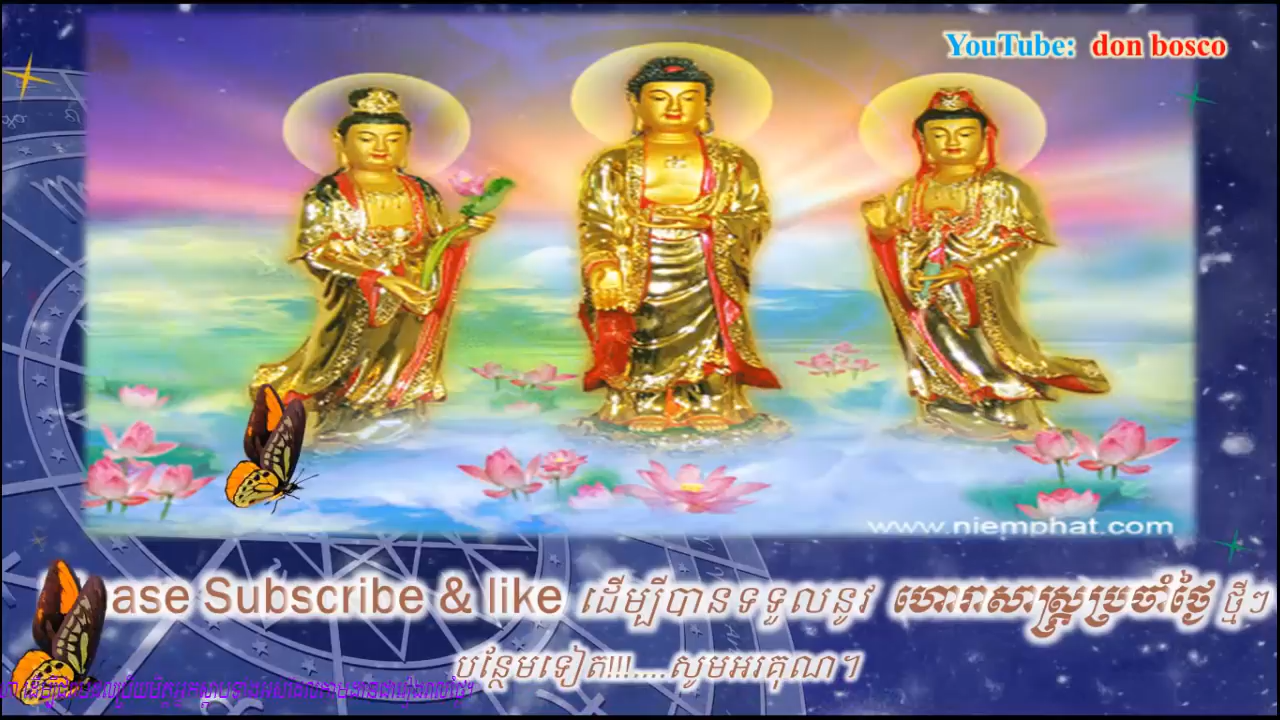 YouTube: don bosco
www.niemphat.com
ase Subscribe & like ដើម្បីបានទទួលនូវ ហោរាសាស្ត្រប្រចាំថ្ងៃ ថ្មីៗ
បន្ថែមទៀត!!!....សូមអរគុណ។